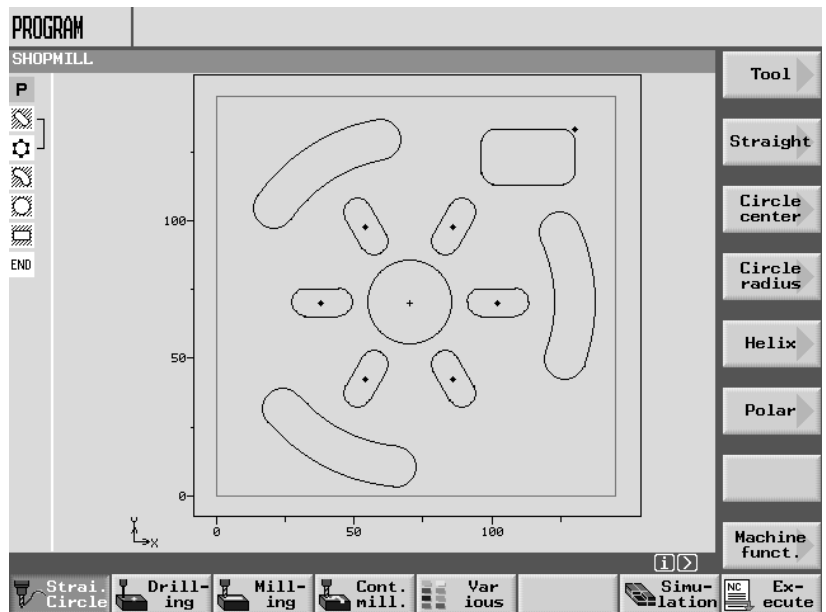 PROGRAM
SHOPMILL
P
END
100
50
0
Y
X
0
50
100
Tool
Straight
Circle
center
Circle
radius
Helix
Polar
Machine
funct.
i
Strai.
Circle
Drill-
ing
Mill-
ing
Cont.
mill.
Var
ious
Simu-
lation
NC
Ex-
ecute